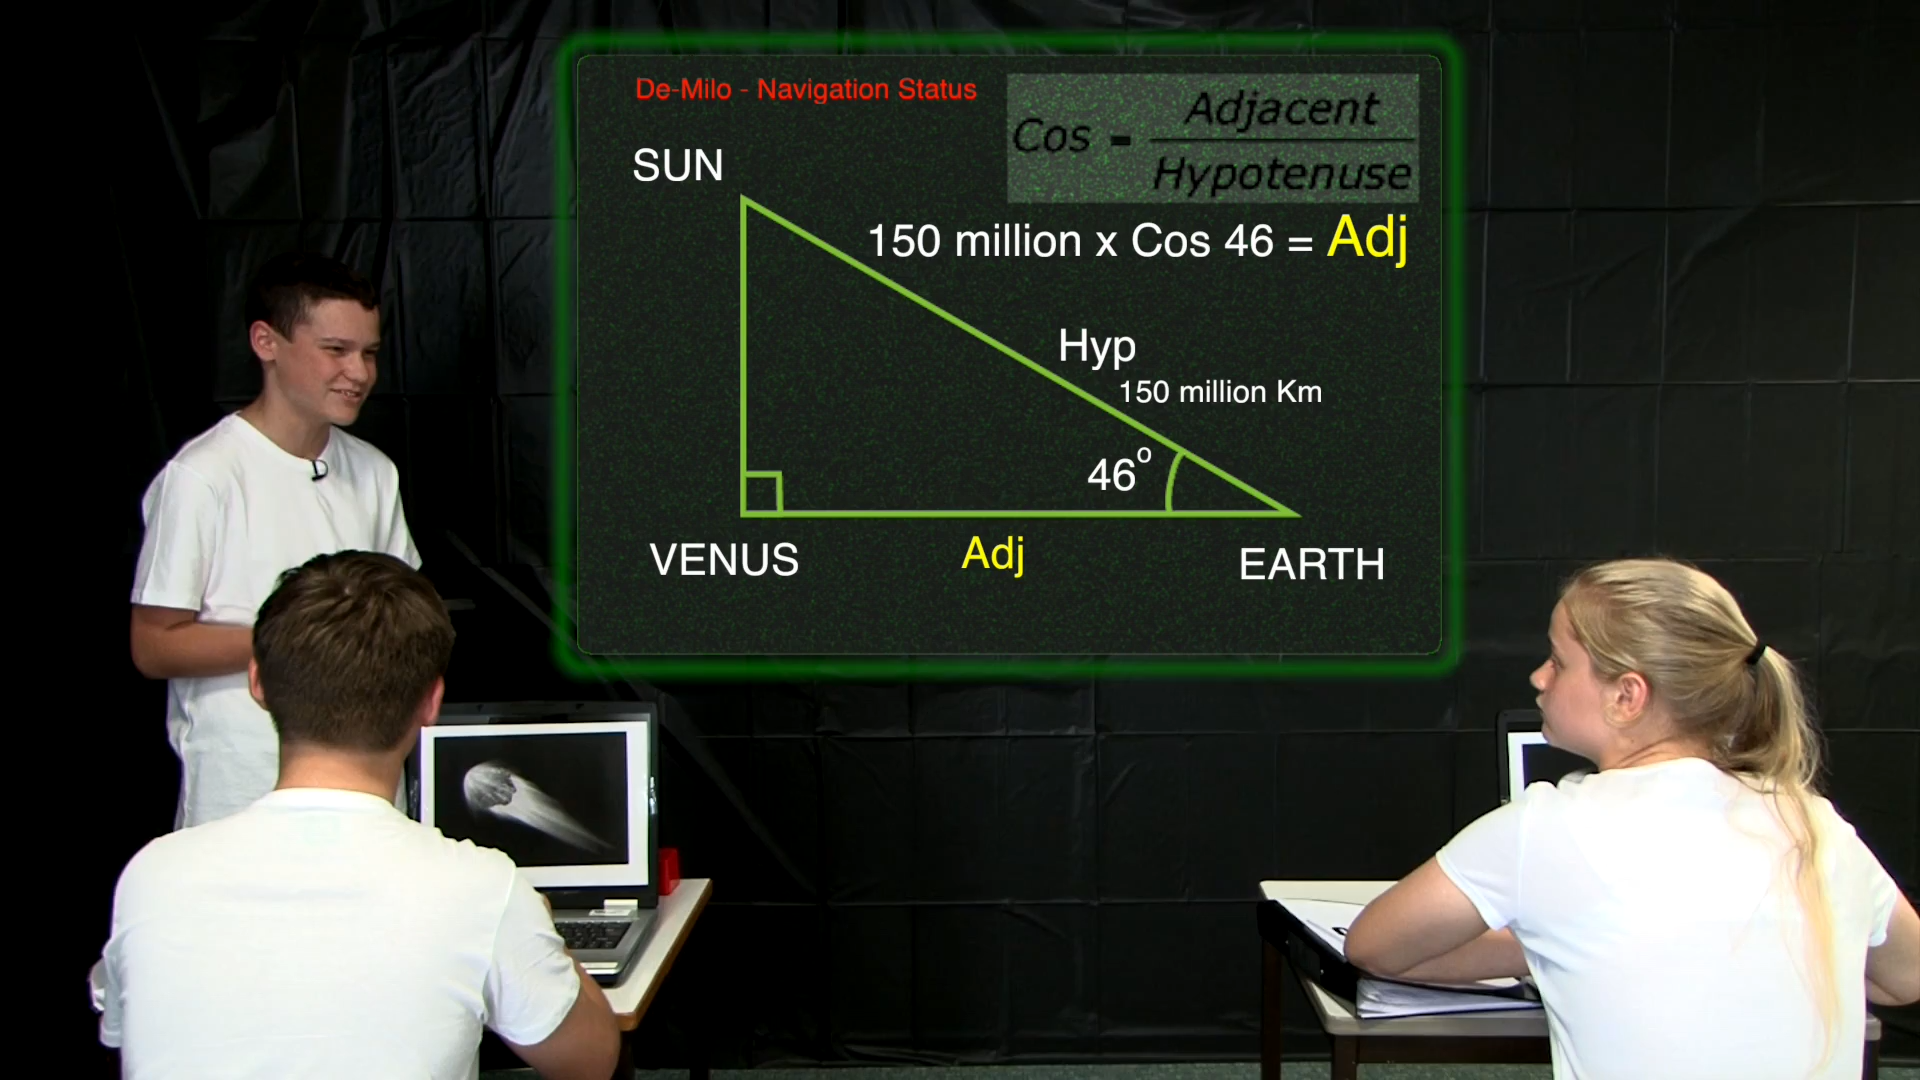 De-Milo - Navigation Status
Cos = Adjacent
Hypotenuse
SUN
150 million x Cos 46 = Adj
Hyp
150 million Km
46°
VENUS
Adj
EARTH